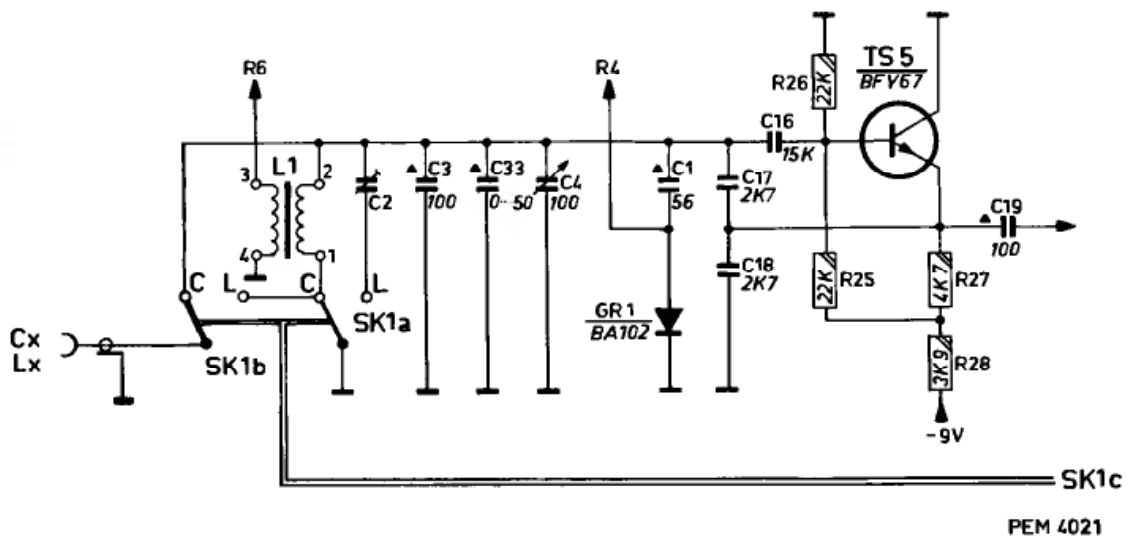 R6
R4
R26
22K
TS 5
BFY67
C16
15K
3
L1
2
C2
C3
100
C33
0--50
C4
100
C1
56
C17
2K7
C19
100
4
1
C
L
C
L
SK1a
C18
2K7
22K
R25
4K7
R27
GR1
BA102
Cx
Lx
SK1b
3K9
R28
-9V
SK1c
PEM 4021